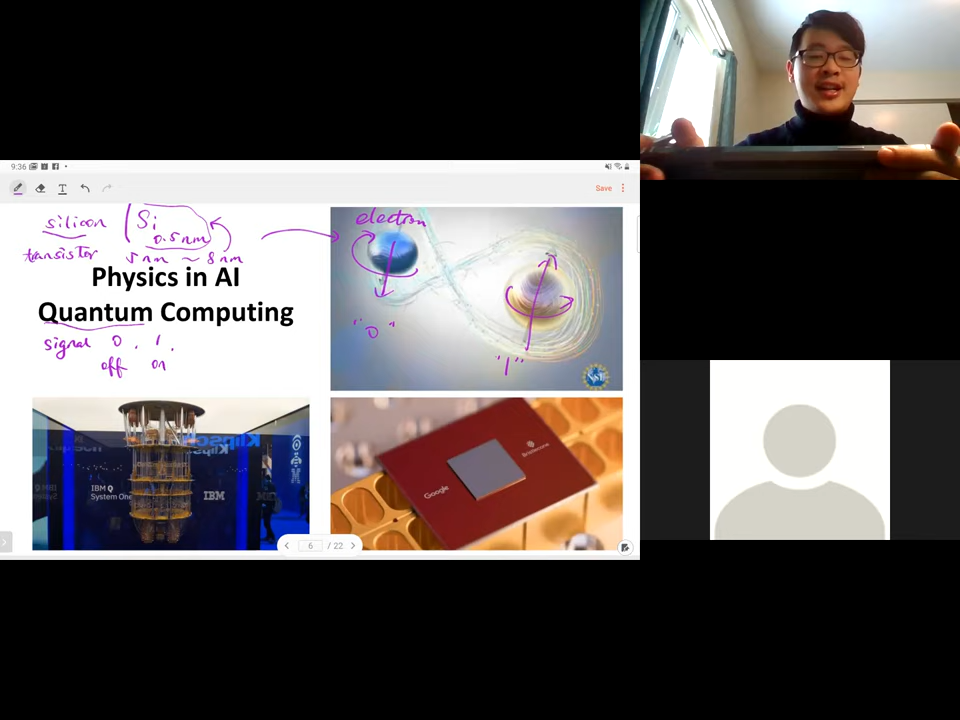 9:36
Save
silicon Si
0.5nm
transistor 5nm ~ 8nm
Physics in AI
Quantum Computing
signal 0, 1.
off on
electron
"0"
"1"
IBM Q
System One
IBM
Google
Bristlecone
6 / 22